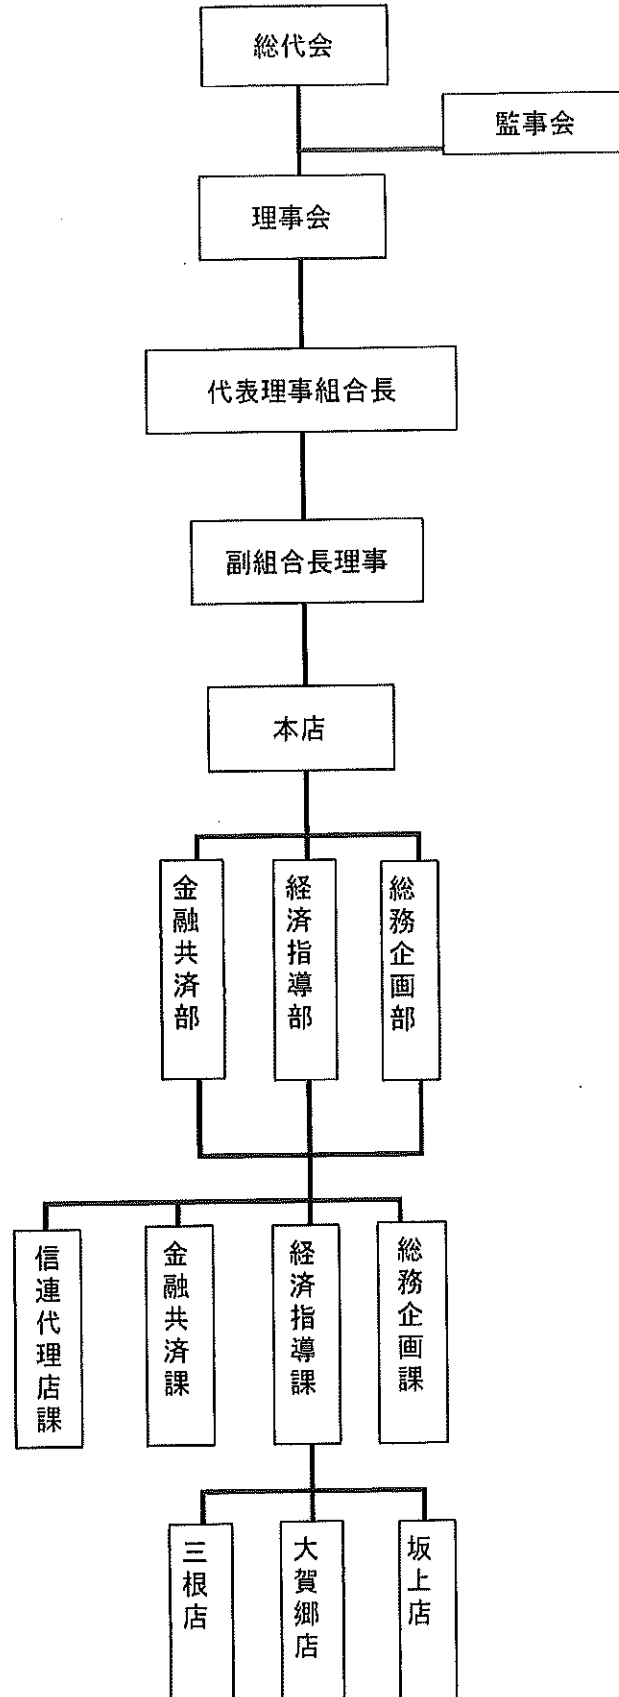 総代会
監事会
理事会
代表理事組合長
副組合長理事
本店
総務企画部
経済指導部
金融共済部
総務企画課
経済指導課
金融共済課
信連代理店課
坂上店
大賀郷店
三根店